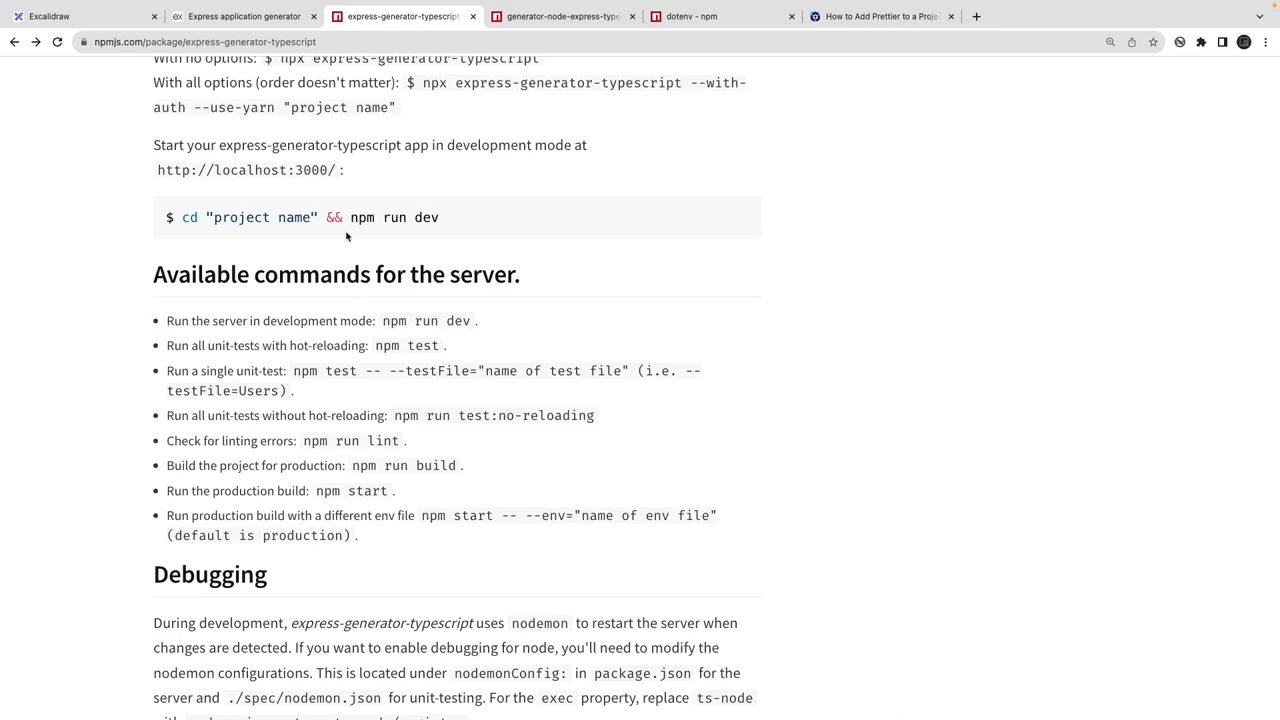 Excalidraw
Express application generator
express-generator-typescript
generator-node-express-type
dotenv - npm
How to Add Prettier to a Proje
npmjs.com/package/express-generator-typescript
With no options: $ npx express-generator-typescript
With all options (order doesn't matter): $ npx express-generator-typescript --with-
auth --use-yarn "project name"
Start your express-generator-typescript app in development mode at
http://localhost:3000/ :
$ cd "project name" && npm run dev
Available commands for the server.
• Run the server in development mode: npm run dev .
• Run all unit-tests with hot-reloading: npm test .
• Run a single unit-test: npm test -- --testFile="name of test file" (i.e. --
testFile=Users) .
• Run all unit-tests without hot-reloading: npm run test:no-reloading
• Check for linting errors: npm run lint .
• Build the project for production: npm run build .
• Run the production build: npm start .
• Run production build with a different env file npm start -- --env="name of env file"
(default is production) .
Debugging
During development, express-generator-typescript uses nodemon to restart the server when
changes are detected. If you want to enable debugging for node, you'll need to modify the
nodemon configurations. This is located under nodemonConfig: in package.json for the
server and ./spec/nodemon.json for unit-testing. For the exec property, replace ts-node